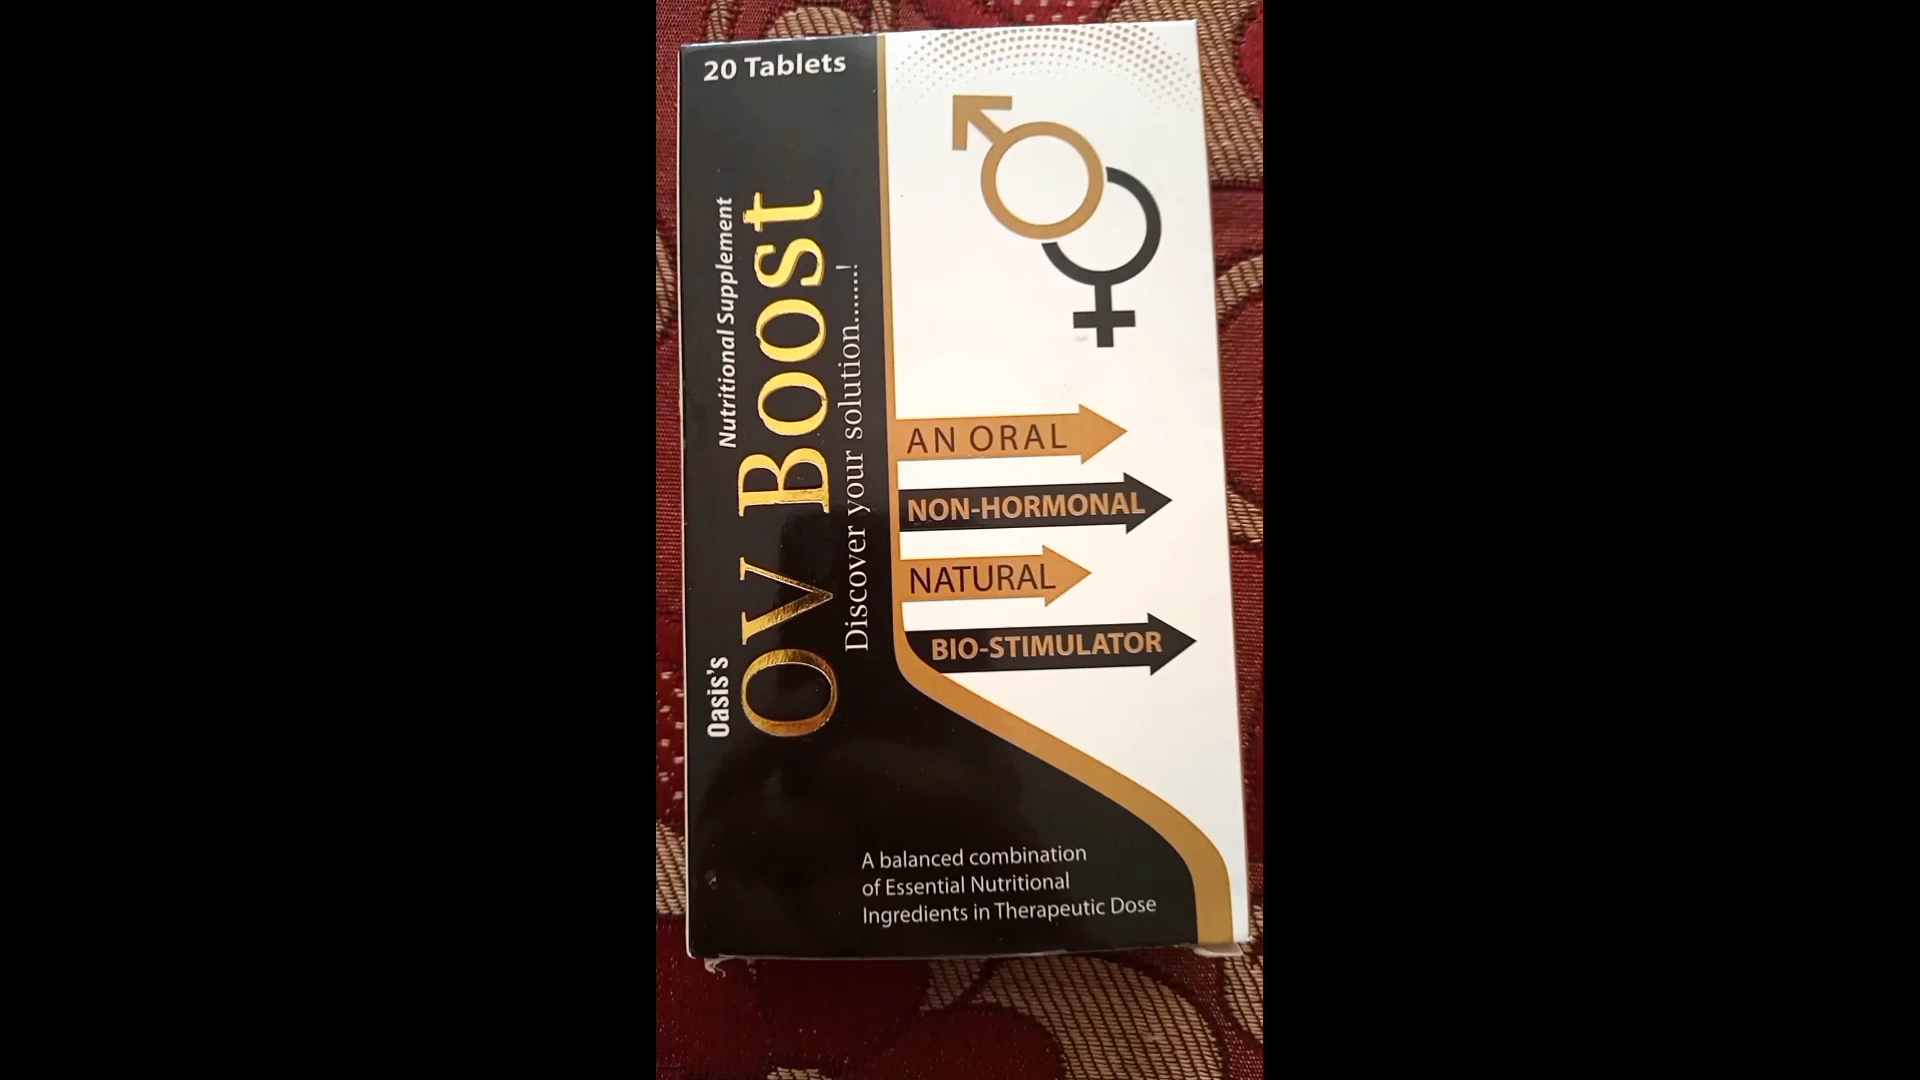 20 Tablets
Oasis's
Nutritional Supplement
OV Boost
Discover your solution.......!
AN ORAL
NON-HORMONAL
NATURAL
BIO-STIMULATOR
A balanced combination
of Essential Nutritional
Ingredients in Therapeutic Dose